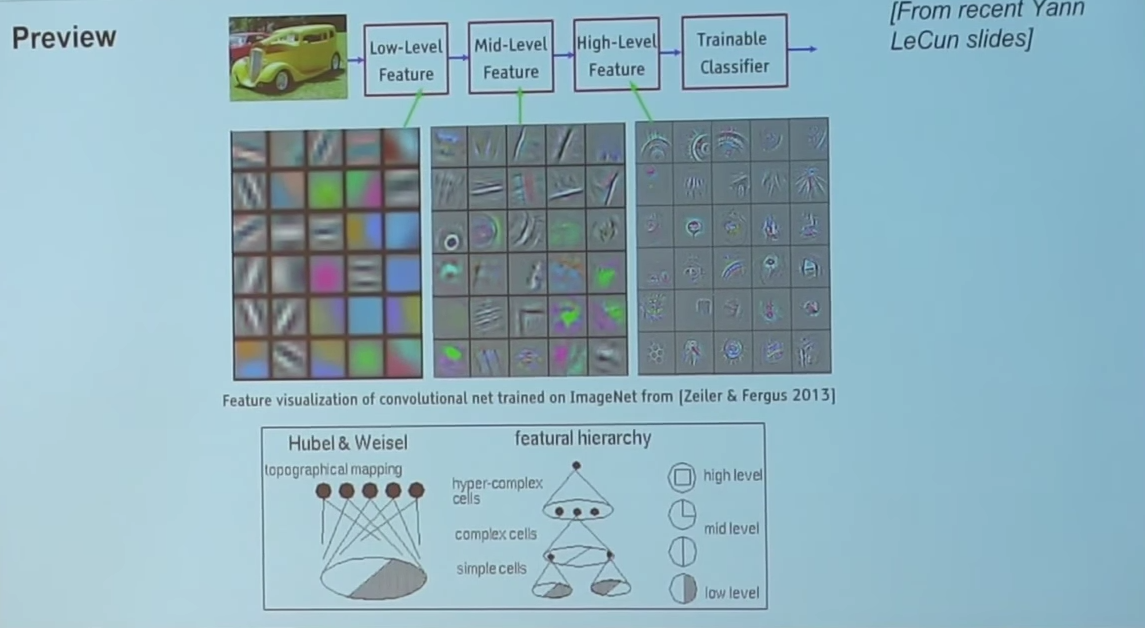 Preview
[From recent Yann
LeCun slides]
Low-Level
Feature
Mid-Level
Feature
High-Level
Feature
Trainable
Classifier
Feature visualization of convolutional net trained on ImageNet from [Zeiler & Fergus 2013]
Hubel & Weisel
topographical mapping
featural hierarchy
hyper-complex
cells
complex cells
simple cells
high level
mid level
low level